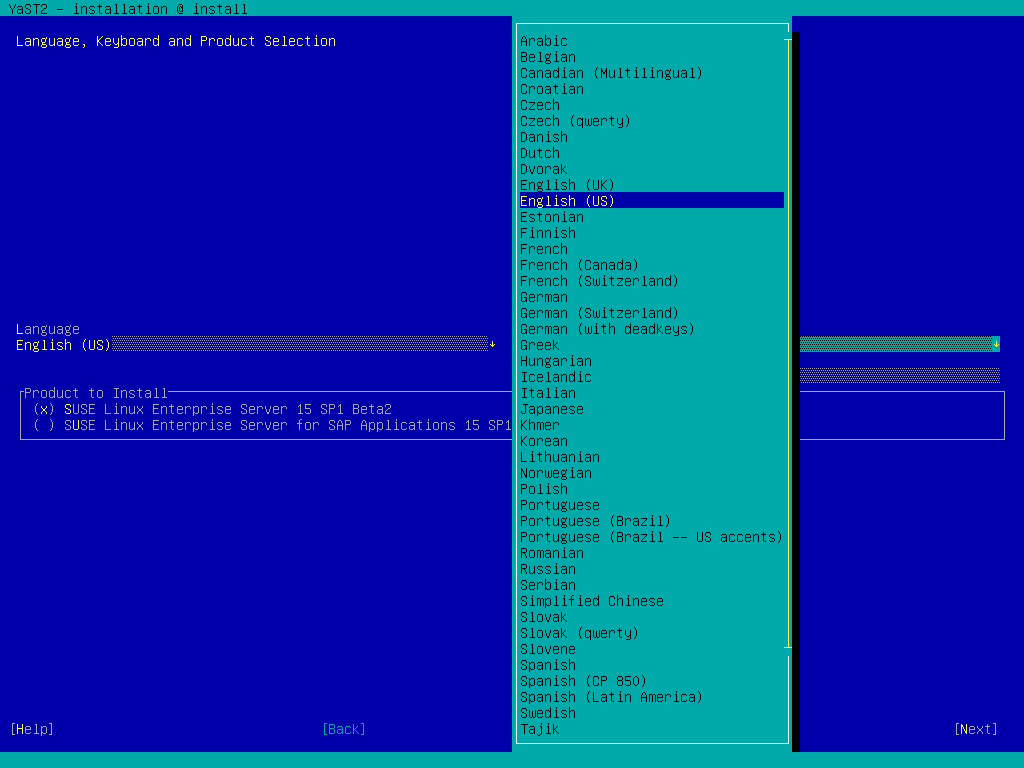 YaST2 - installation @ install
Language, Keyboard and Product Selection
Arabic
Belgian
Canadian (Multilingual)
Croatian
Czech
Czech (qwerty)
Danish
Dutch
Dvorak
English (UK)
English (US)
Estonian
Finnish
French
French (Canada)
French (Switzerland)
German
German (Switzerland)
German (with deadkeys)
Greek
Hungarian
Icelandic
Italian
Japanese
Khmer
Korean
Lithuanian
Norwegian
Polish
Portuguese
Portuguese (Brazil)
Portuguese (Brazil -- US accents)
Romanian
Russian
Serbian
Simplified Chinese
Slovak
Slovak (qwerty)
Slovene
Spanish
Spanish (CP 850)
Spanish (Latin America)
Swedish
Tajik
Language
English (US)
Product to Install
(x) SUSE Linux Enterprise Server 15 SP1 Beta2
( ) SUSE Linux Enterprise Server for SAP Applications 15 SP1
[Help] [Back] [Next]